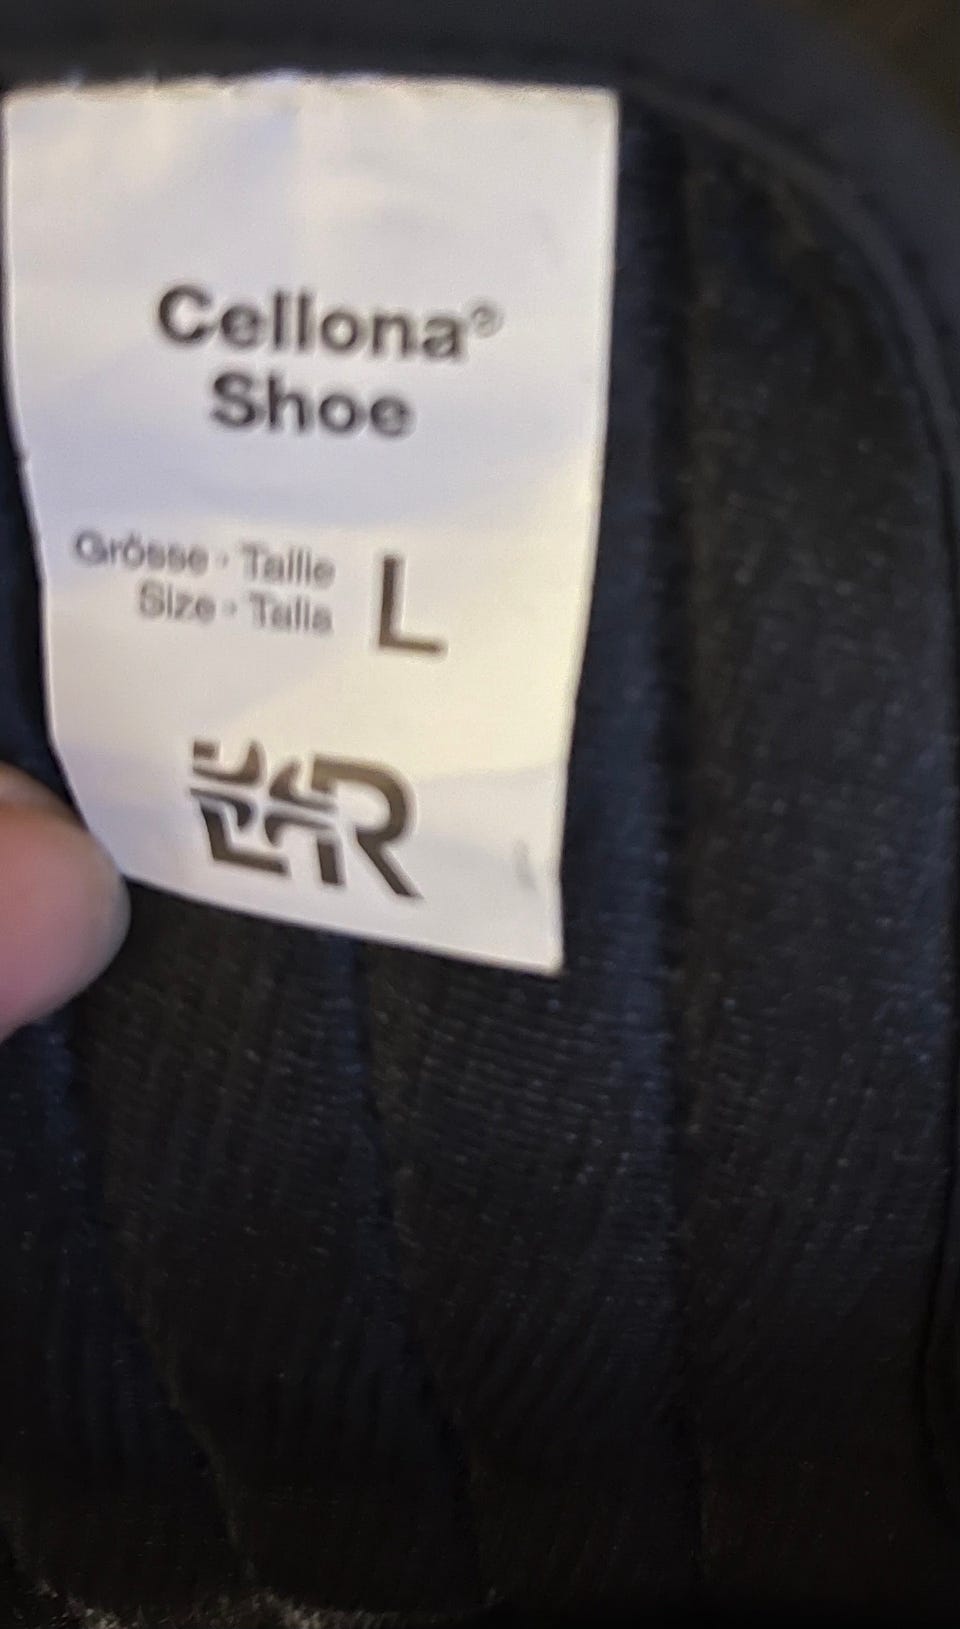 Cellona®
Shoe
Grösse · Taille
Size · Talla
L
L&R